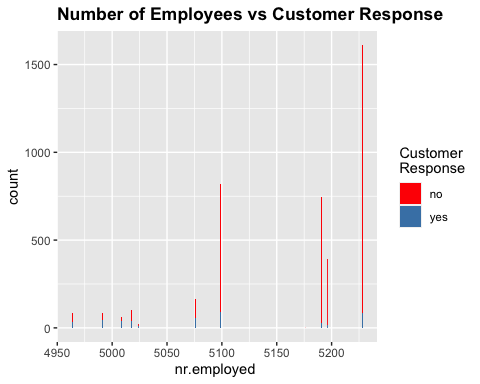 Number of Employees vs Customer Response
1500
1000
500
0
count
4950
5000
5050
5100
5150
5200
nr.employed
Customer
Response
no
yes